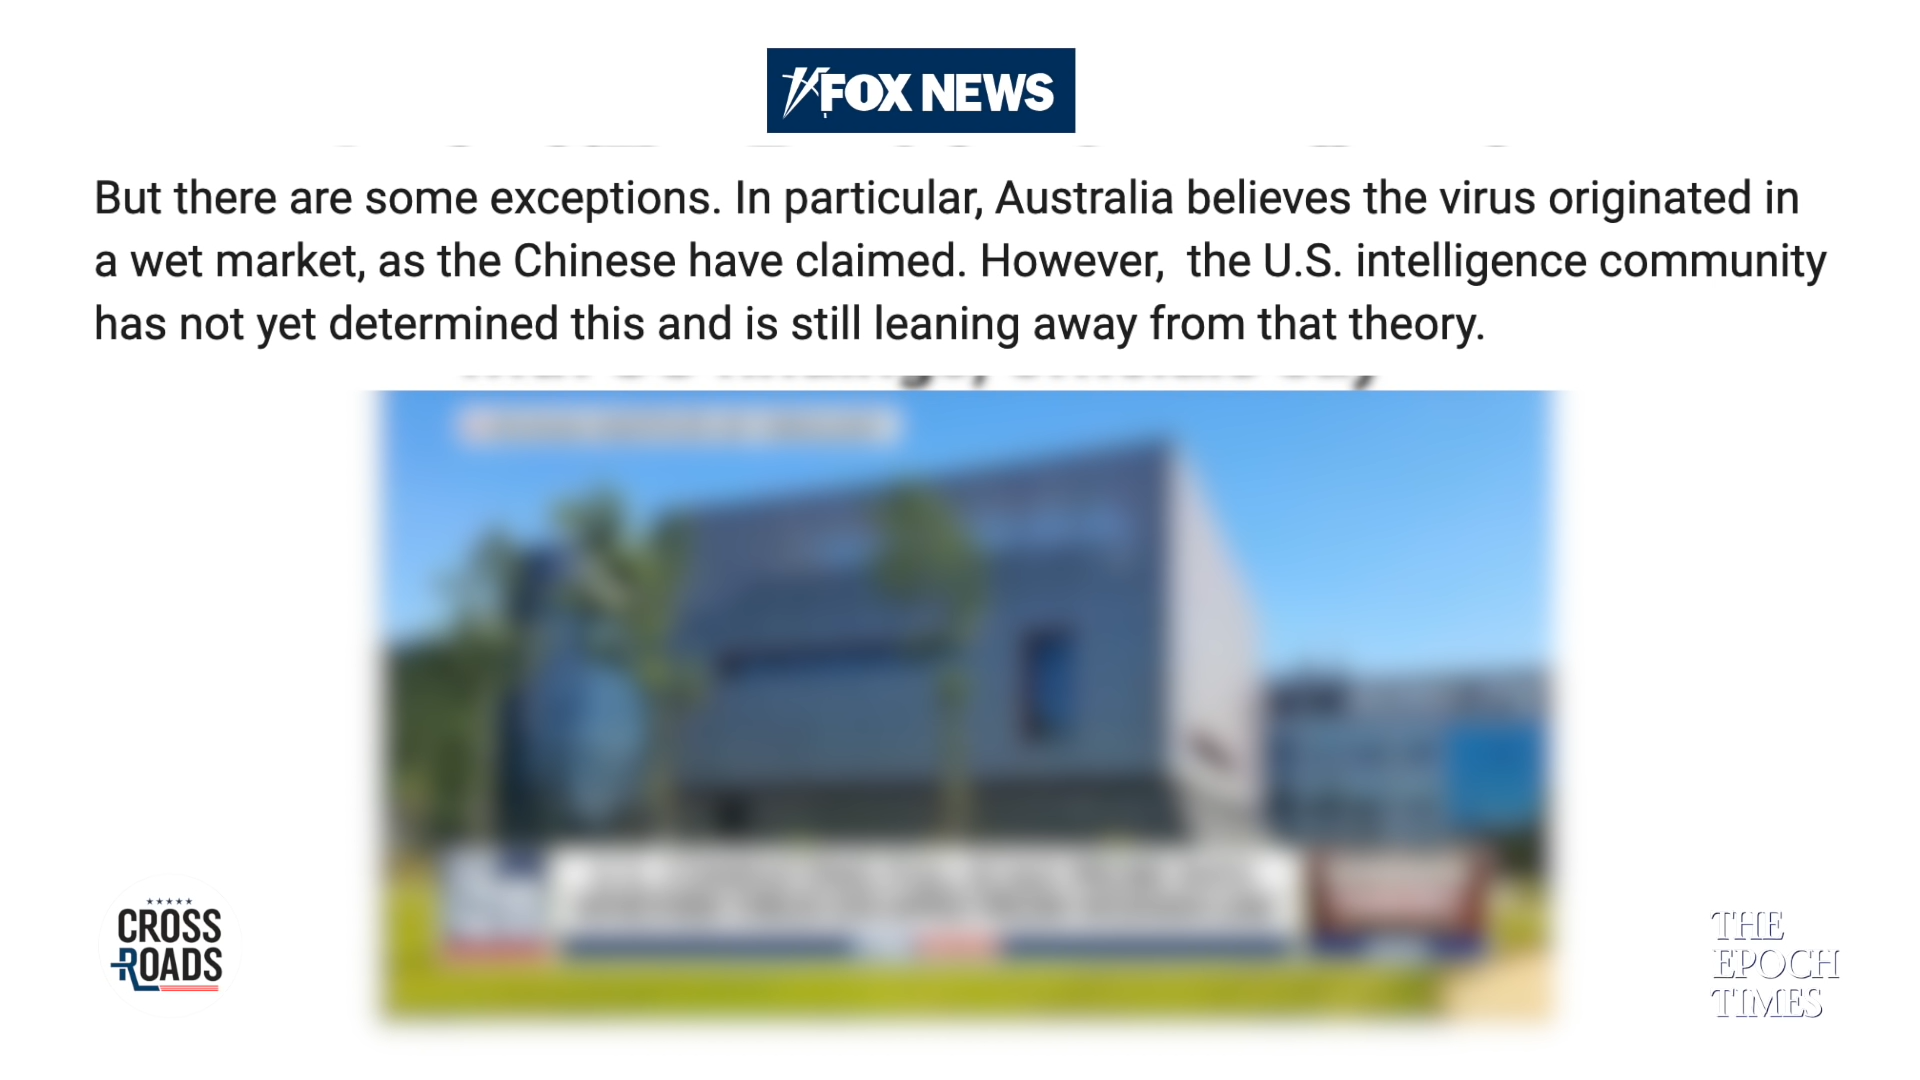 FOX NEWS
But there are some exceptions. In particular, Australia believes the virus originated in
a wet market, as the Chinese have claimed. However,  the U.S. intelligence community
has not yet determined this and is still leaning away from that theory.
CROSS
ROADS
THE
EPOCH
TIMES